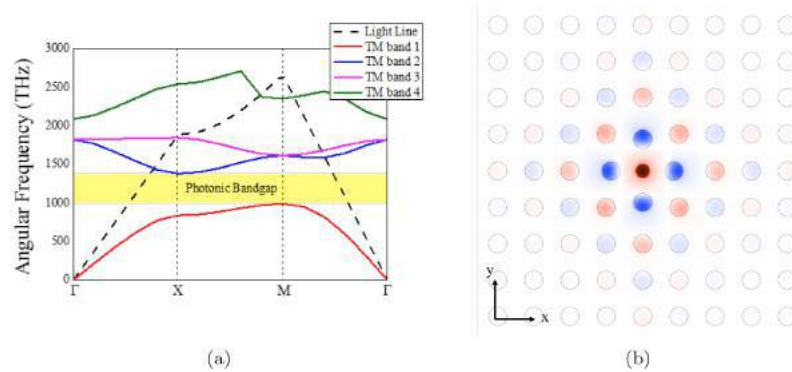 Angular Frequency (THz)
3000
2500
2000
1500
1000
500
0
Γ
X
M
Γ
Light Line
TM band 1
TM band 2
TM band 3
TM band 4
Photonic Bandgap
(a)
y
x
(b)